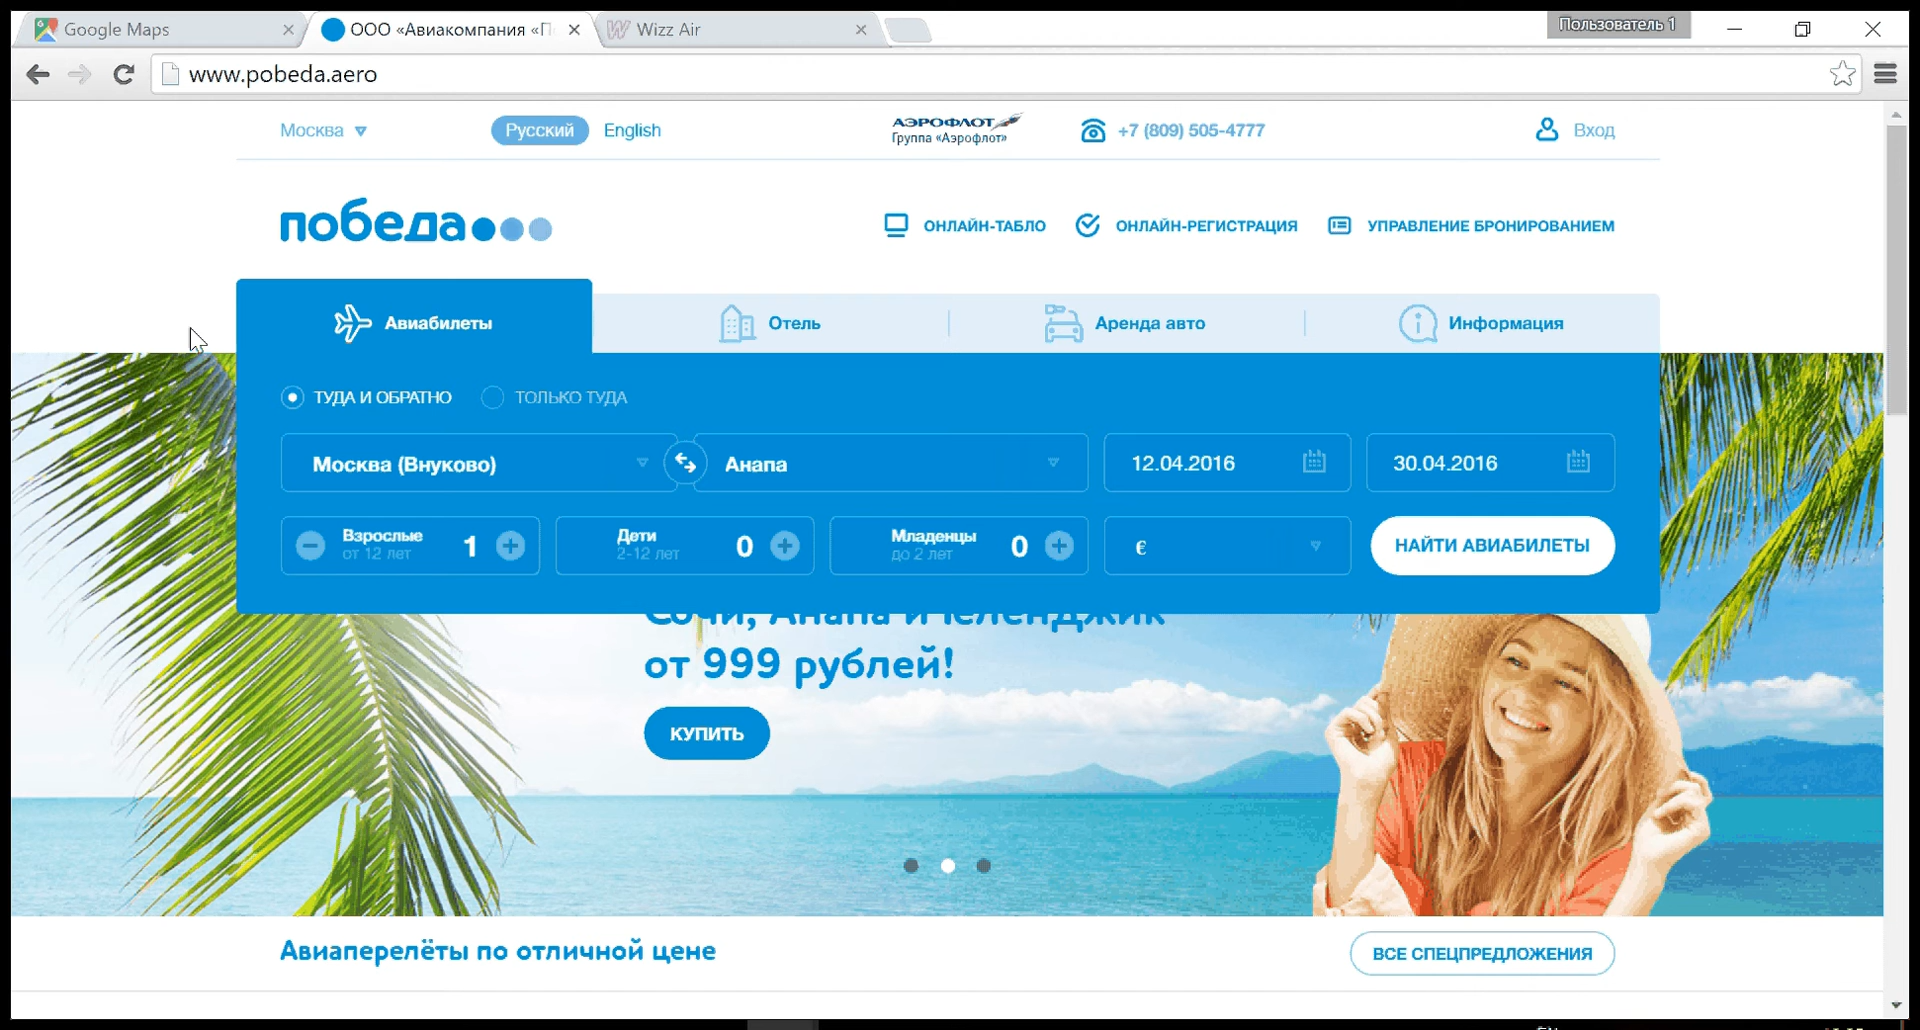 Google Maps
ООО «Авиакомпания «П
Wizz Air
Пользователь 1
www.pobeda.aero
Москва
Русский
English
АЭРОФЛОТ
Группа «Аэрофлот»
+7 (809) 505-4777
Вход
победа
ОНЛАЙН-ТАБЛО
ОНЛАЙН-РЕГИСТРАЦИЯ
УПРАВЛЕНИЕ БРОНИРОВАНИЕМ
Авиабилеты
Отель
Аренда авто
Информация
ТУДА И ОБРАТНО
ТОЛЬКО ТУДА
Москва (Внуково)
Анапа
12.04.2016
30.04.2016
Взрослые
от 12 лет
1
Дети
2-12 лет
0
Младенцы
до 2 лет
0
€
НАЙТИ АВИАБИЛЕТЫ
Сочи, Анапа и Геленджик
от 999 рублей!
КУПИТЬ
Авиаперелёты по отличной цене
ВСЕ СПЕЦПРЕДЛОЖЕНИЯ